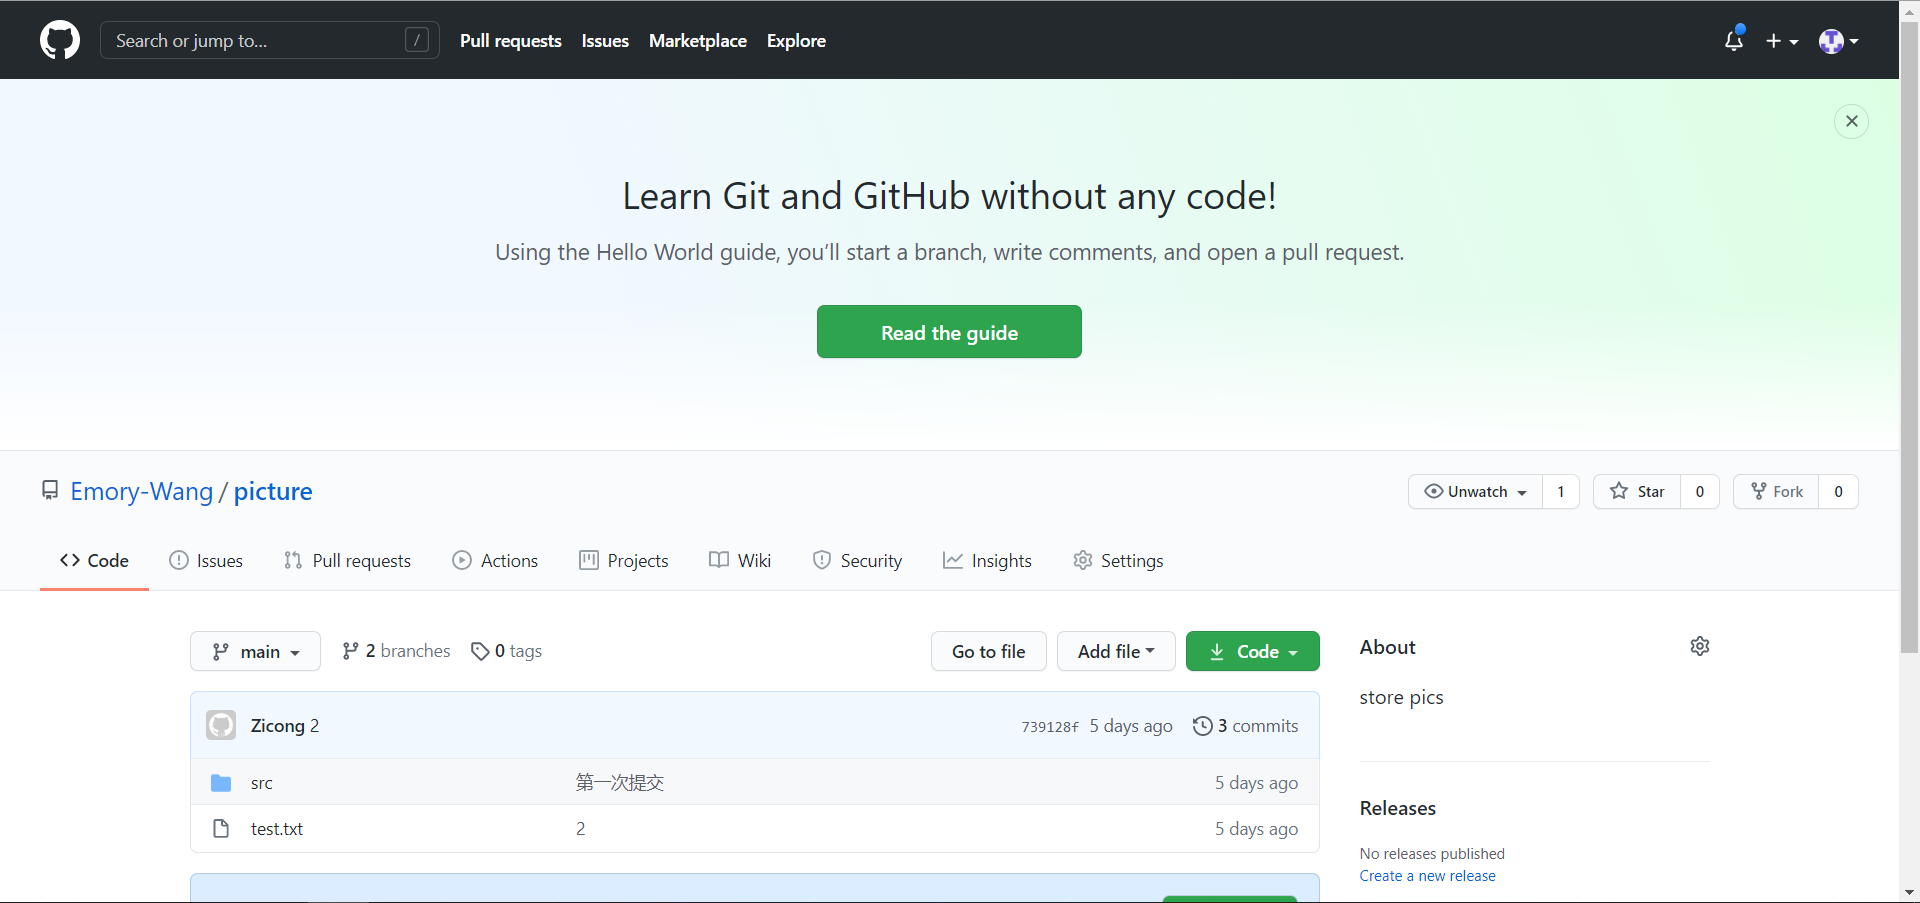 Search or jump to... / Pull requests Issues Marketplace Explore
Learn Git and GitHub without any code!
Using the Hello World guide, you’ll start a branch, write comments, and open a pull request.
Read the guide
Emory-Wang / picture Unwatch 1 Star 0 Fork 0
Code Issues Pull requests Actions Projects Wiki Security Insights Settings
main 2 branches 0 tags Go to file Add file Code
About
store pics
Zicong 2 739128f 5 days ago 3 commits
src 第一次提交 5 days ago
test.txt 2 5 days ago
Releases
No releases published
Create a new release